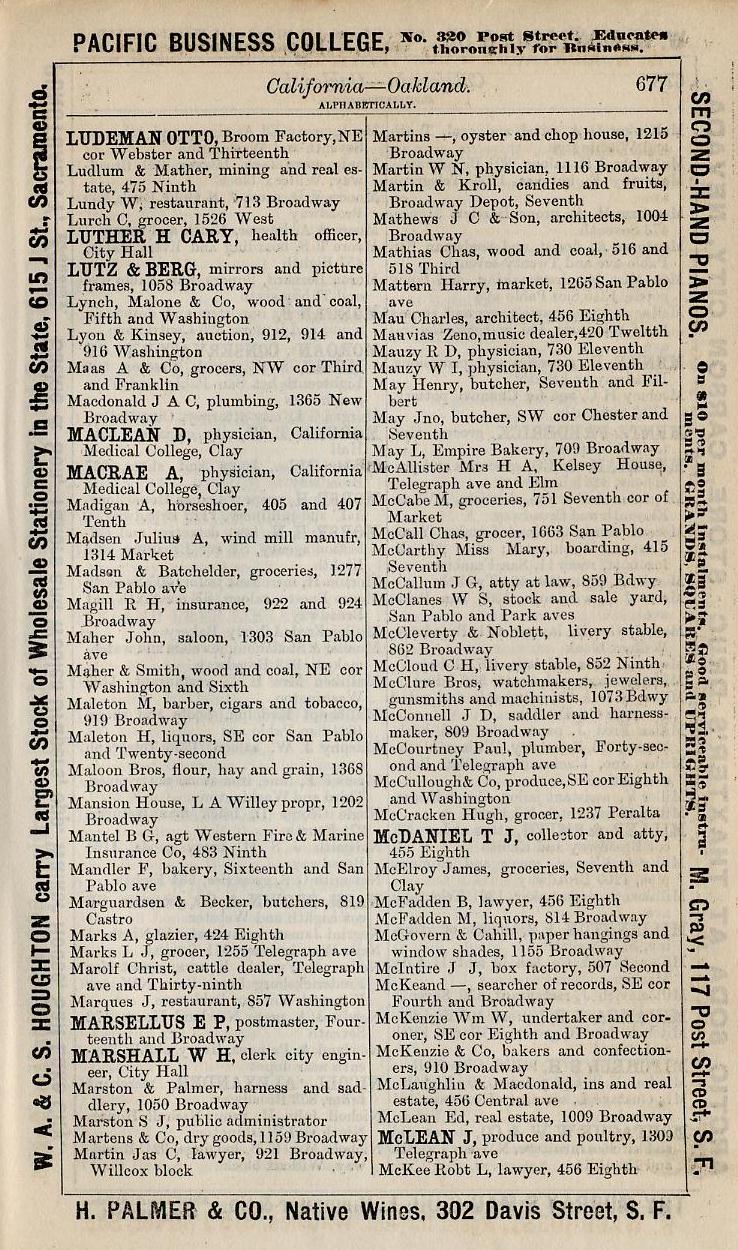 PACIFIC BUSINESS COLLEGE, No. 320 Post Street. Educates
thoroughly for Business.
California—Oakland. 677
ALPHABETICALLY.
LUDEMAN OTTO, Broom Factory, NE
cor Webster and Thirteenth
Ludlum & Mather, mining and real es-
tate, 475 Ninth
Lundy W, restaurant, 713 Broadway
Lurch C, grocer, 1526 West
LUTHER H CARY, health officer,
City Hall
LUTZ & BERG, mirrors and picture
frames, 1058 Broadway
Lynch, Malone & Co, wood and coal,
Fifth and Washington
Lyon & Kinsey, auction, 912, 914 and
916 Washington
Maas A & Co, grocers, NW cor Third
and Franklin
Macdonald J A C, plumbing, 1365 New
Broadway
MACLEAN D, physician, California
Medical College, Clay
MACRAE A, physician, California
Medical College, Clay
Madigan A, horseshoer, 405 and 407
Tenth
Madsen Julius A, wind mill manufr,
1314 Market
Madson & Batchelder, groceries, 1277
San Pablo ave
Magill R H, insurance, 922 and 924
Broadway
Maher John, saloon, 1303 San Pablo
ave
Maher & Smith, wood and coal, NE cor
Washington and Sixth
Maleton M, barber, cigars and tobacco,
919 Broadway
Maleton H, liquors, SE cor San Pablo
and Twenty-second
Maloon Bros, flour, hay and grain, 1368
Broadway
Mansion House, L A Willey propr, 1202
Broadway
Mantel B G, agt Western Fire & Marine
Insurance Co, 483 Ninth
Mandler F, bakery, Sixteenth and San
Pablo ave
Marguardsen & Becker, butchers, 819
Castro
Marks A, glazier, 424 Eighth
Marks L J, grocer, 1255 Telegraph ave
Marolf Christ, cattle dealer, Telegraph
ave and Thirty-ninth
Marques J, restaurant, 857 Washington
MARSELLUS E P, postmaster, Four-
teenth and Broadway
MARSHALL W H, clerk city engin-
eer, City Hall
Marston & Palmer, harness and sad-
dlery, 1050 Broadway
Marston S J, public administrator
Martens & Co, dry goods, 1159 Broadway
Martin Jas C, lawyer, 921 Broadway,
Willcox block
Martins —, oyster and chop house, 1215
Broadway
Martin W N, physician, 1116 Broadway
Martin & Kroll, candies and fruits,
Broadway Depot, Seventh
Mathews J C & Son, architects, 1004
Broadway
Mathias Chas, wood and coal, 516 and
518 Third
Mattern Harry, market, 1265 San Pablo
ave
Mau Charles, architect, 456 Eighth
Mauvias Zeno, music dealer, 420 Tweltth
Mauzy R D, physician, 730 Eleventh
Mauzy W I, physician, 730 Eleventh
May Henry, butcher, Seventh and Fil-
bert
May Jno, butcher, SW cor Chester and
Seventh
May L, Empire Bakery, 709 Broadway
McAllister Mrs H A, Kelsey House,
Telegraph ave and Elm
McCabe M, groceries, 751 Seventh cor of
Market
McCall Chas, grocer, 1663 San Pablo
McCarthy Miss Mary, boarding, 415
Seventh
McCallum J G, atty at law, 859 Bdwy
McClanes W S, stock and sale yard,
San Pablo and Park aves
McCleverty & Noblett, livery stable,
862 Broadway
McCloud C H, livery stable, 852 Ninth
McClure Bros, watchmakers, jewelers,
gunsmiths and machinists, 1073 Bdwy
McConnell J D, saddler and harness-
maker, 809 Broadway
McCourtney Paul, plumber, Forty-sec-
ond and Telegraph ave
McCullough & Co, produce, SE cor Eighth
and Washington
McCracken Hugh, grocer, 1237 Peralta
McDANIEL T J, collector and atty,
455 Eighth
McElroy James, groceries, Seventh and
Clay
McFadden B, lawyer, 456 Eighth
McFadden M, liquors, 814 Broadway
McGovern & Cahill, paper hangings and
window shades, 1155 Broadway
McIntire J J, box factory, 507 Second
McKeand —, searcher of records, SE cor
Fourth and Broadway
McKenzie Wm W, undertaker and cor-
oner, SE cor Eighth and Broadway
McKenzie & Co, bakers and confection-
ers, 910 Broadway
McLaughlin & Macdonald, ins and real
estate, 456 Central ave
McLean Ed, real estate, 1009 Broadway
McLEAN J, produce and poultry, 1309
Telegraph ave
McKee Robt L, lawyer, 456 Eighth
W. A. & C. S. HOUGHTON carry Largest Stock of Wholesale Stationery in the State, 615 J St., Sacramento.
SECOND-HAND PIANOS. On $10 per month instalments. Good serviceable Instru-
ments. GRANDS, SQUARES and UPRIGHTS. M. Gray, 117 Post Street, S. F.
H. PALMER & CO., Native Wines, 302 Davis Street, S. F.